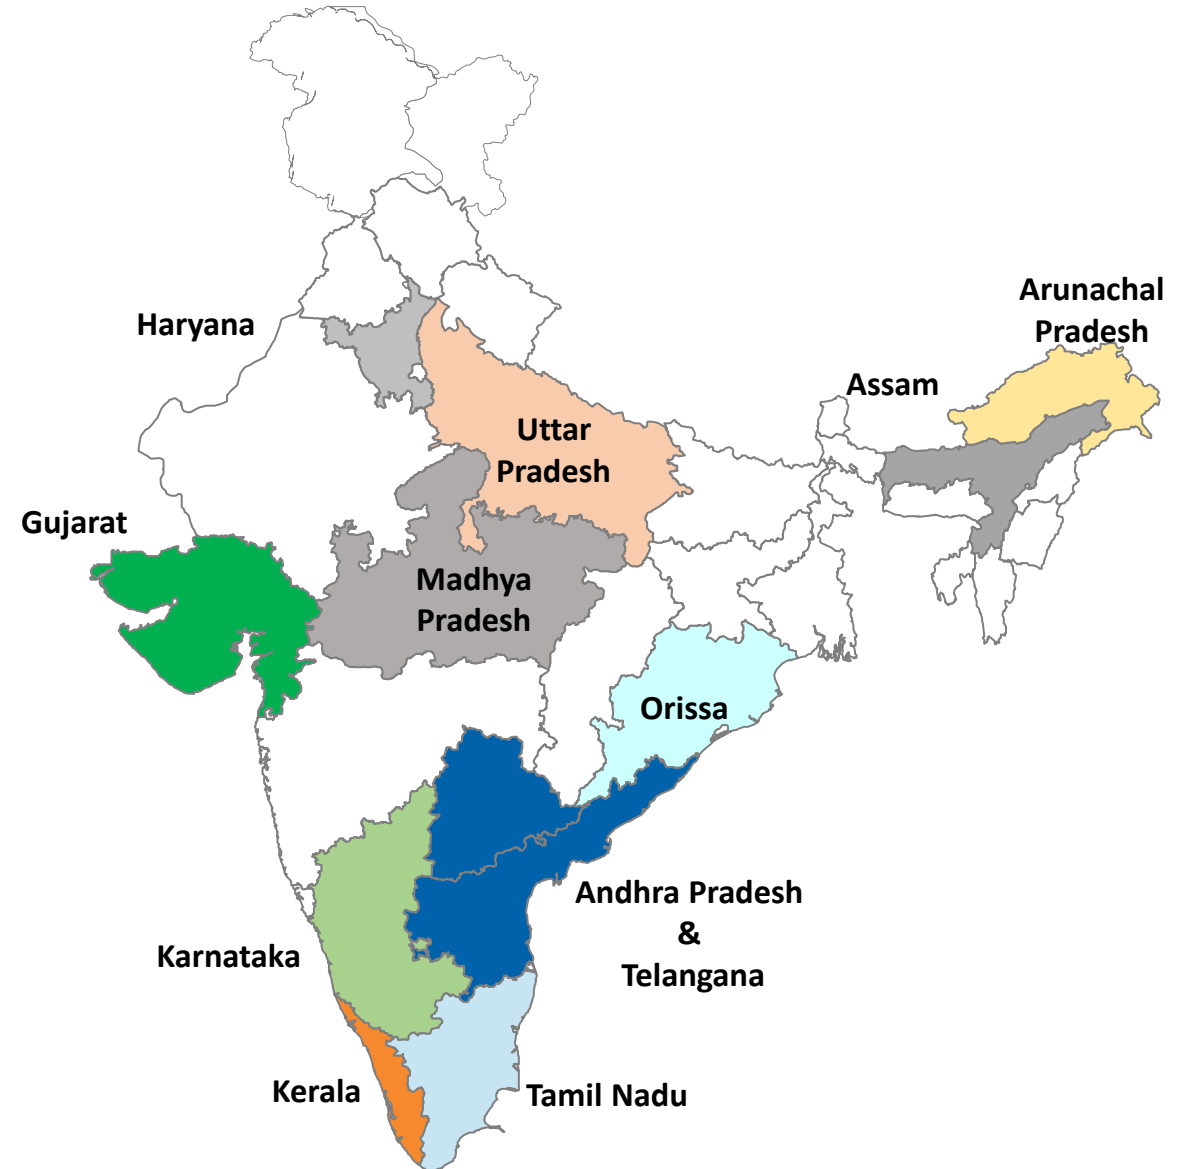 Arunachal
Pradesh
Haryana
Assam
Uttar
Pradesh
Gujarat
Madhya
Pradesh
Orissa
Andhra Pradesh
&
Telangana
Karnataka
Kerala
Tamil Nadu